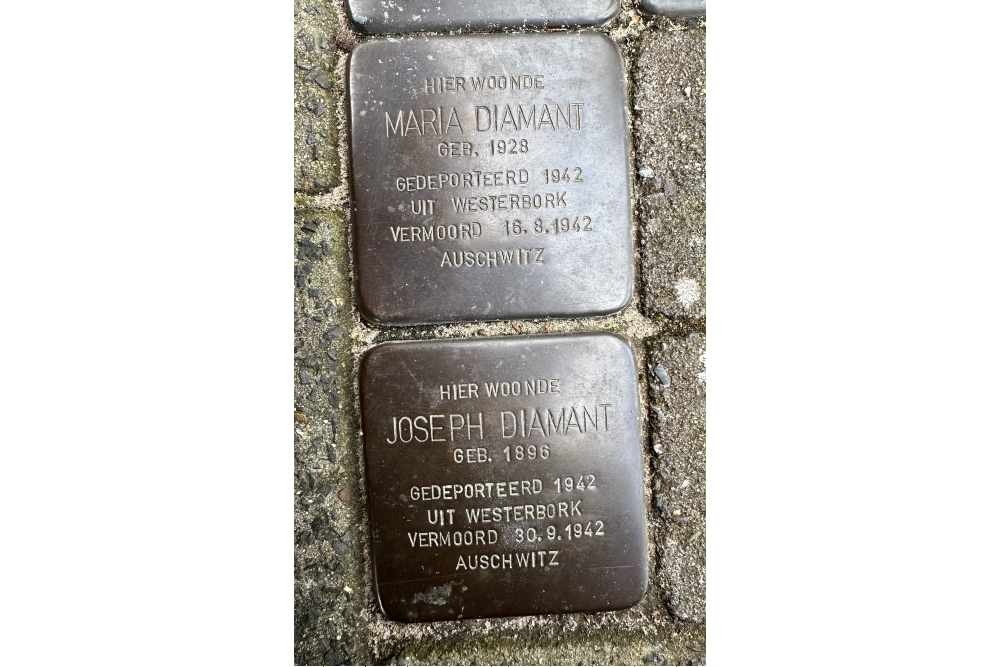 HIER WOONDE
MARIA DIAMANT
GEB. 1928
GEDEPORTEERD 1942
UIT WESTERBORK
VERMOORD 16.8.1942
AUSCHWITZ
HIER WOONDE
JOSEPH DIAMANT
GEB. 1896
GEDEPORTEERD 1942
UIT WESTERBORK
VERMOORD 30.9.1942
AUSCHWITZ